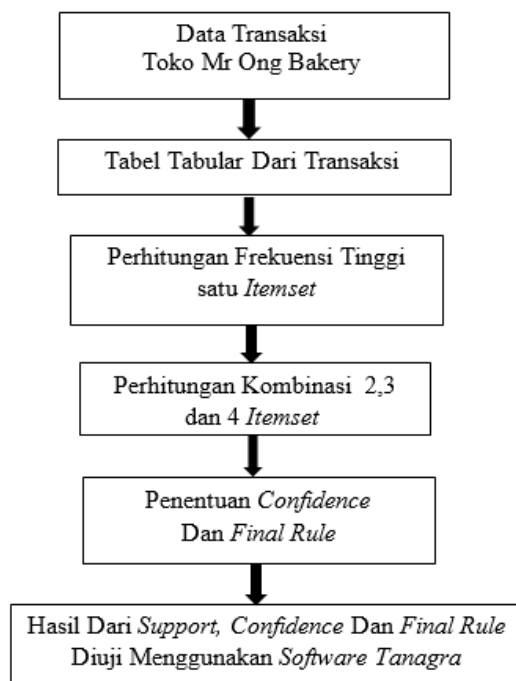 Data Transaksi
Toko Mr Ong Bakery
Tabel Tabular Dari Transaksi
Perhitungan Frekuensi Tinggi
satu Itemset
Perhitungan Kombinasi 2,3
dan 4 Itemset
Penentuan Confidence
Dan Final Rule
Hasil Dari Support, Confidence Dan Final Rule
Diuji Menggunakan Software Tanagra